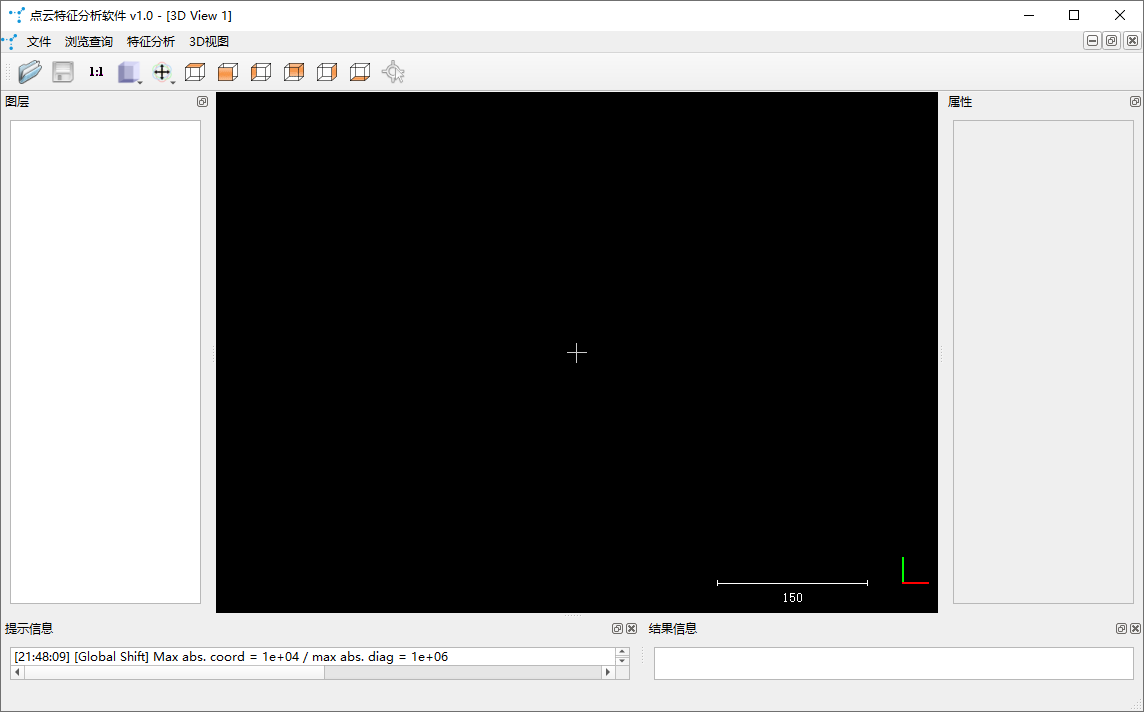 点云特征分析软件 v1.0 - [3D View 1]
文件 浏览查询 特征分析 3D视图
1:1
图层
属性
150
提示信息
结果信息
[21:48:09] [Global Shift] Max abs. coord = 1e+04 / max abs. diag = 1e+06